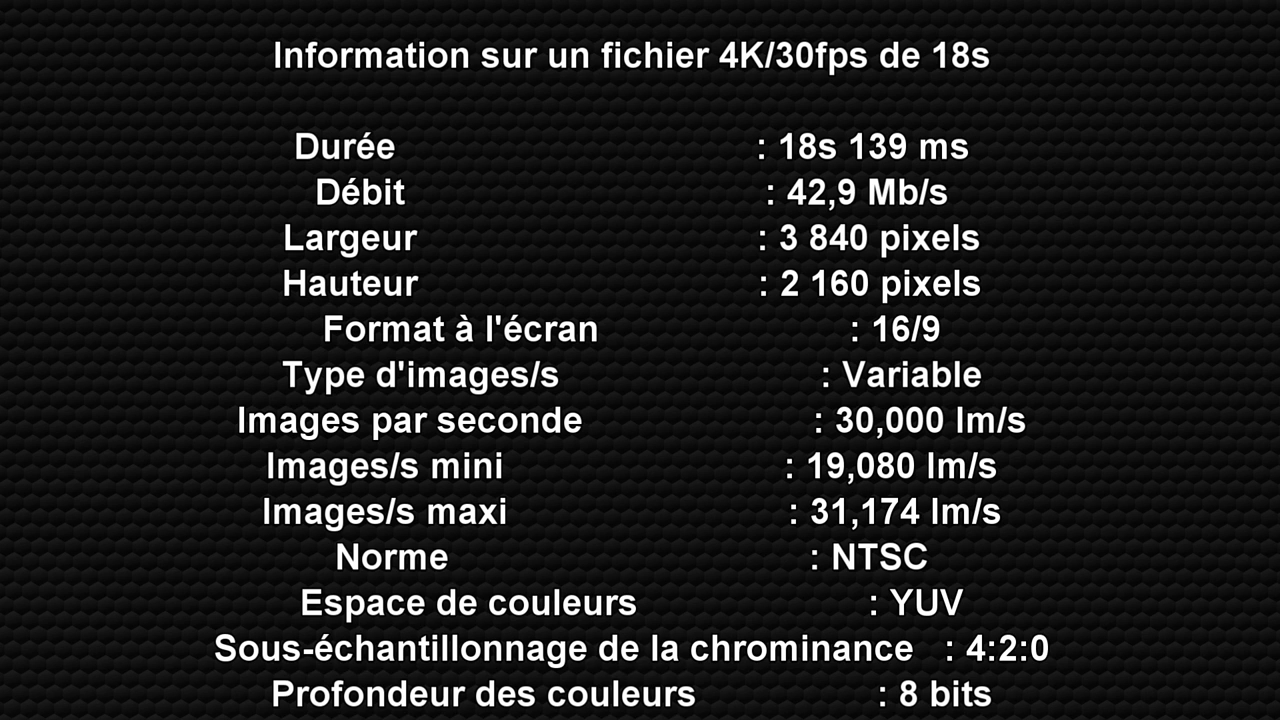 Information sur un fichier 4K/30fps de 18s
Durée : 18s 139 ms
Débit : 42,9 Mb/s
Largeur : 3 840 pixels
Hauteur : 2 160 pixels
Format à l'écran : 16/9
Type d'images/s : Variable
Images par seconde : 30,000 Im/s
Images/s mini : 19,080 Im/s
Images/s maxi : 31,174 Im/s
Norme : NTSC
Espace de couleurs : YUV
Sous-échantillonnage de la chrominance : 4:2:0
Profondeur des couleurs : 8 bits